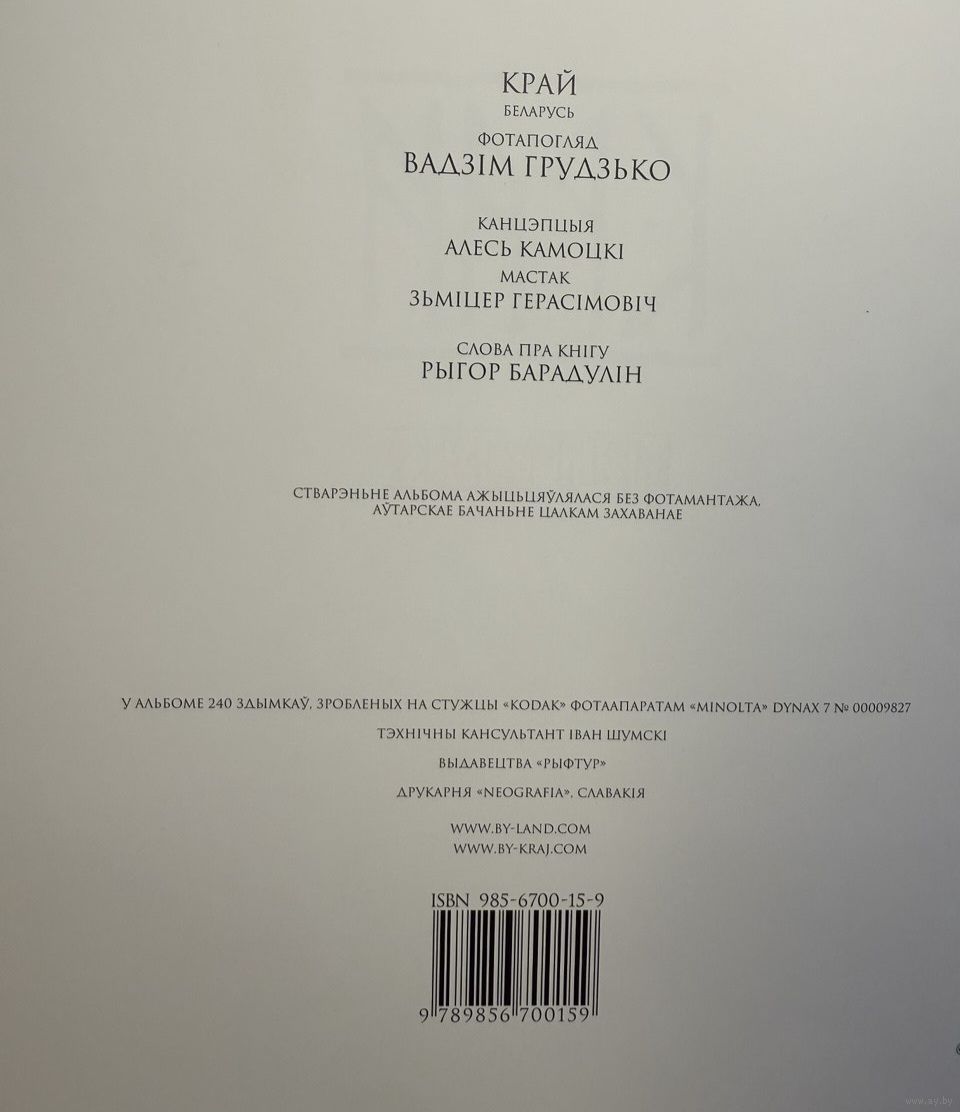 КРАЙ
БЕЛАРУСЬ
ФОТАПОГЛЯД
ВАДЗІМ ГРУДЗЬКО
КАНЦЭПЦЫЯ
АЛЕСЬ КАМОЦКІ
МАСТАК
ЗЬМІЦЕР ГЕРАСІМОВІЧ
СЛОВА ПРА КНІГУ
РЫГОР БАРАДУЛІН
СТВАРЭНЬНЕ АЛЬБОМА АЖЫЦЬЦЯЎЛЯЛАСЯ БЕЗ ФОТАМАНТАЖА,
АЎТАРСКАЕ БАЧАНЬНЕ ЦАЛКАМ ЗАХАВАНАЕ
У АЛЬБОМЕ 240 ЗДЫМКАЎ, ЗРОБЛЕНЫХ НА СТУЖЦЫ «KODAK» ФОТААПАРАТАМ «MINOLTA» DYNAX 7 № 00009827
ТЭХНІЧНЫ КАНСУЛЬТАНТ ІВАН ШУМСКІ
ВЫДАВЕЦТВА «РЫФТУР»
ДРУКАРНЯ «NEOGRAFIA», СЛАВАКІЯ
WWW.BY-LAND.COM
WWW.BY-KRAJ.COM
ISBN 985-6700-15-9
9 789856 700159
www.ay.by